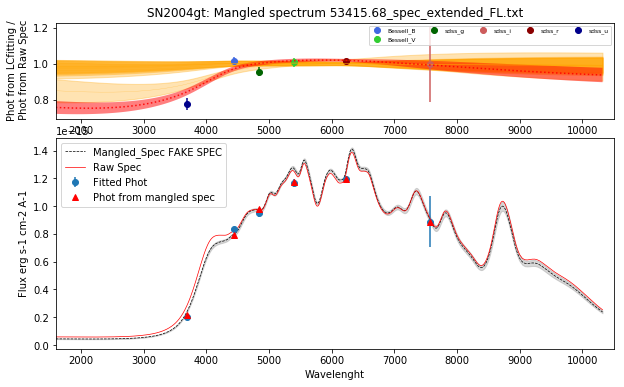 SN2004gt: Mangled spectrum 53415.68_spec_extended_FL.txt
Phot from LCfitting /
Phot from Raw Spec
1.2
1.0
0.8
Bessell_B
Bessell_V
sdss_g
sdss_i
sdss_r
sdss_u
2000 3000 4000 5000 6000 7000 8000 9000 10000
Flux erg s-1 cm-2 A-1
1.4
1.2
1.0
0.8
0.6
0.4
0.2
0.0
Mangled_Spec FAKE SPEC
Raw Spec
Fitted Phot
Phot from mangled spec
2000 3000 4000 5000 6000 7000 8000 9000 10000
Wavelenght